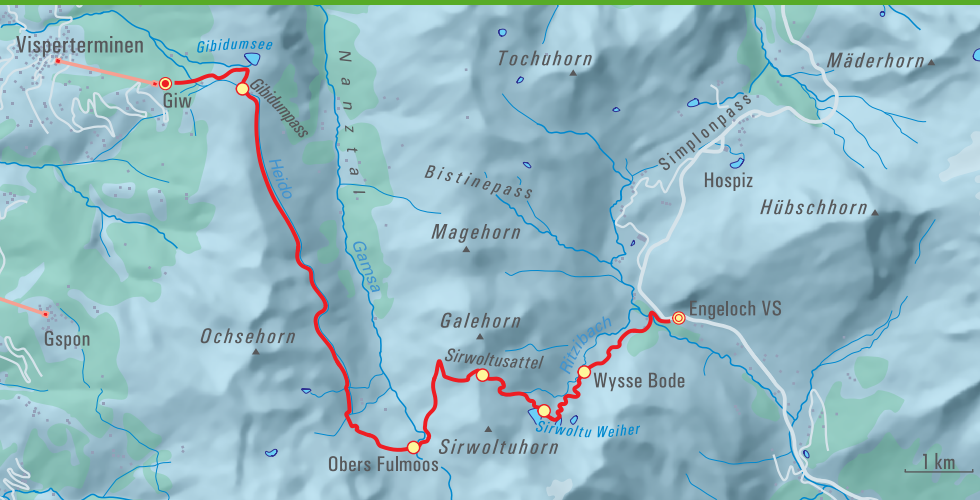 Visperterminen
Gibidumsee
Giw
Gibidumpass
Nanztal
Tochuhorn
Mäderhorn
Simplonpass
Heido
Bistinepass
Hospiz
Hübschhorn
Magehorn
Gamsa
Engeloch VS
Gspon
Ochsehorn
Galehorn
Ritzibach
Sirwoltusattel
Wysse Bode
Sirwoltu Weiher
Sirwoltuhorn
Obers Fulmoos
1 km